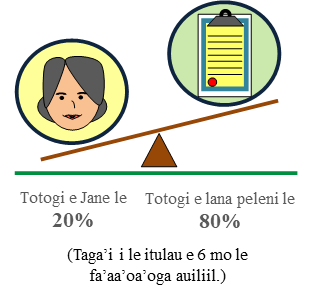 Totogi e Jane le
20%
Totogi e lana peleni le
80%
(Taga’i i le itulau e 6 mo le
fa’aa’oa’oga auiliil.)